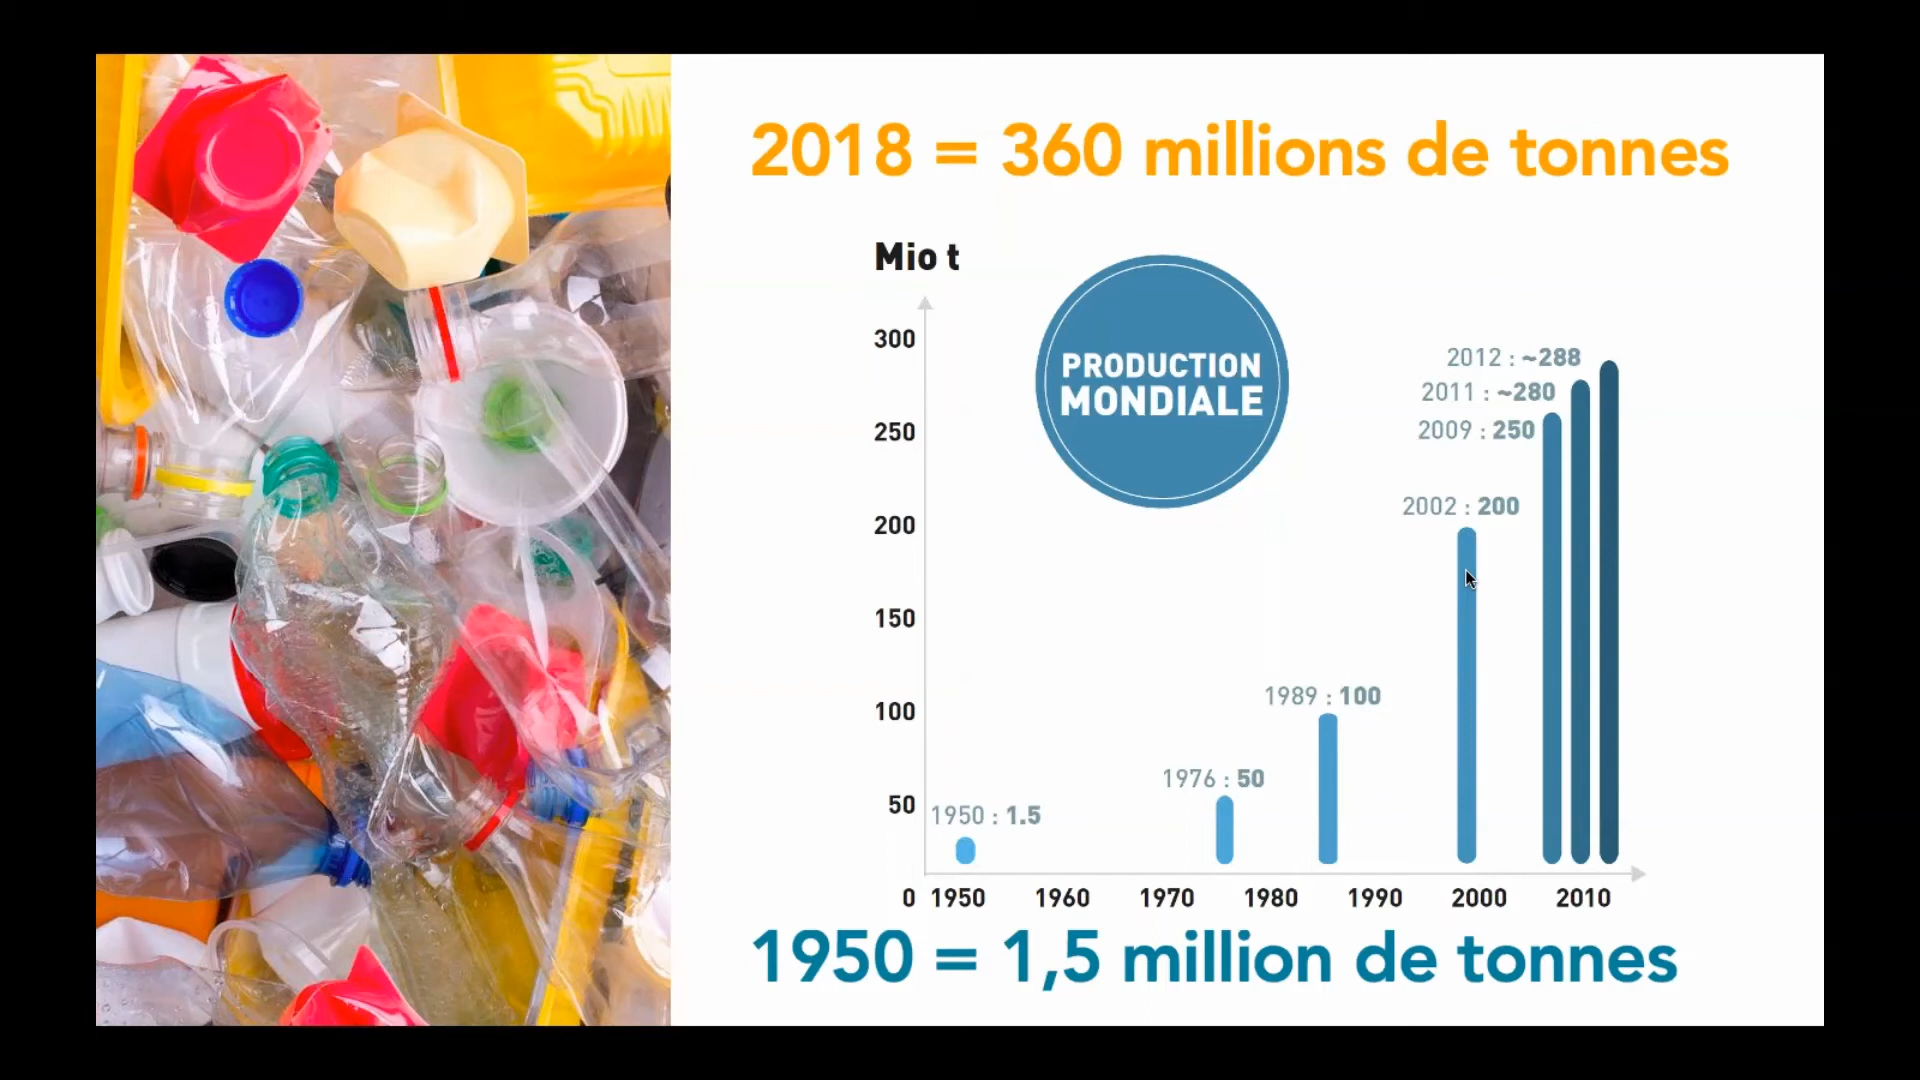 2018 = 360 millions de tonnes
Mio t
PRODUCTION
MONDIALE
300
250
200
150
100
50
0
2012 : ~288
2011 : ~280
2009 : 250
2002 : 200
1989 : 100
1976 : 50
1950 : 1.5
1950 1960 1970 1980 1990 2000 2010
1950 = 1,5 million de tonnes